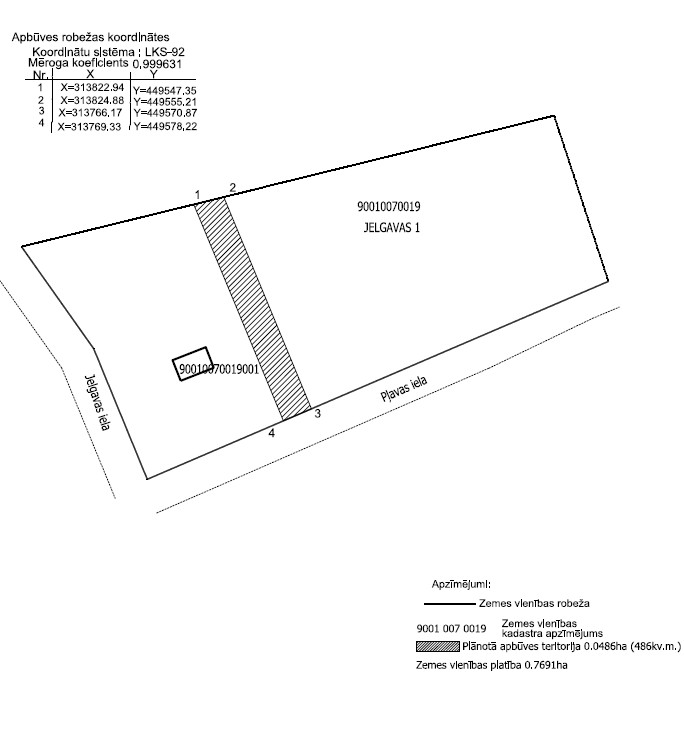 Apbūves robežas koordinātes
Koordinātu sistēma : LKS-92
Mēroga koeficients 0,999631
Nr. X Y
1 X=313822.94 Y=449547,35
2 X=313824.88 Y=449555.21
3 X=313766.17 Y=449570,87
4 X=313769.33 Y=449578,22
1 2
90010070019
JELGAVAS 1
90010070019001
Jelgavas iela
Pļavas iela
3
4
Apzīmējumi:
Zemes vienības robeža
9001 007 0019 Zemes vienības
kadastra apzīmējums
Plānotā apbūves teritorija 0.0486ha (486kv.m.)
Zemes vienības platība 0.7691ha